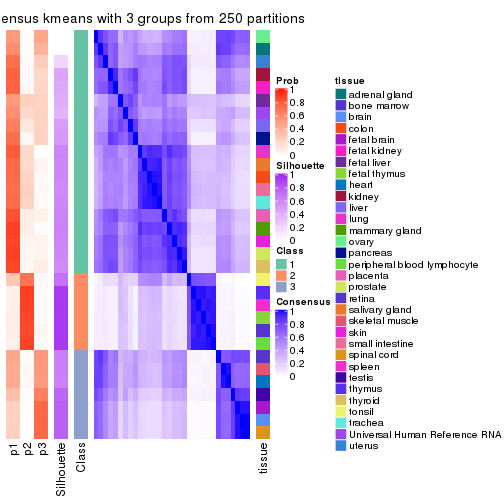 ensus kmeans with 3 groups from 250 partitions
Prob
1
0.8
0.6
0.4
0.2
0
Silhouette
1
0.8
0.6
0.4
0.2
0
Class
1
2
3
Consensus
1
0.8
0.6
0.4
0.2
0
tissue
adrenal gland
bone marrow
brain
colon
fetal brain
fetal kidney
fetal liver
fetal thymus
heart
kidney
liver
lung
mammary gland
ovary
pancreas
peripheral blood lymphocyte
placenta
prostate
retina
salivary gland
skeletal muscle
skin
small intestine
spinal cord
spleen
testis
thymus
thyroid
tonsil
trachea
Universal Human Reference RNA
uterus
p1
p2
p3
Silhouette
Class
tissue